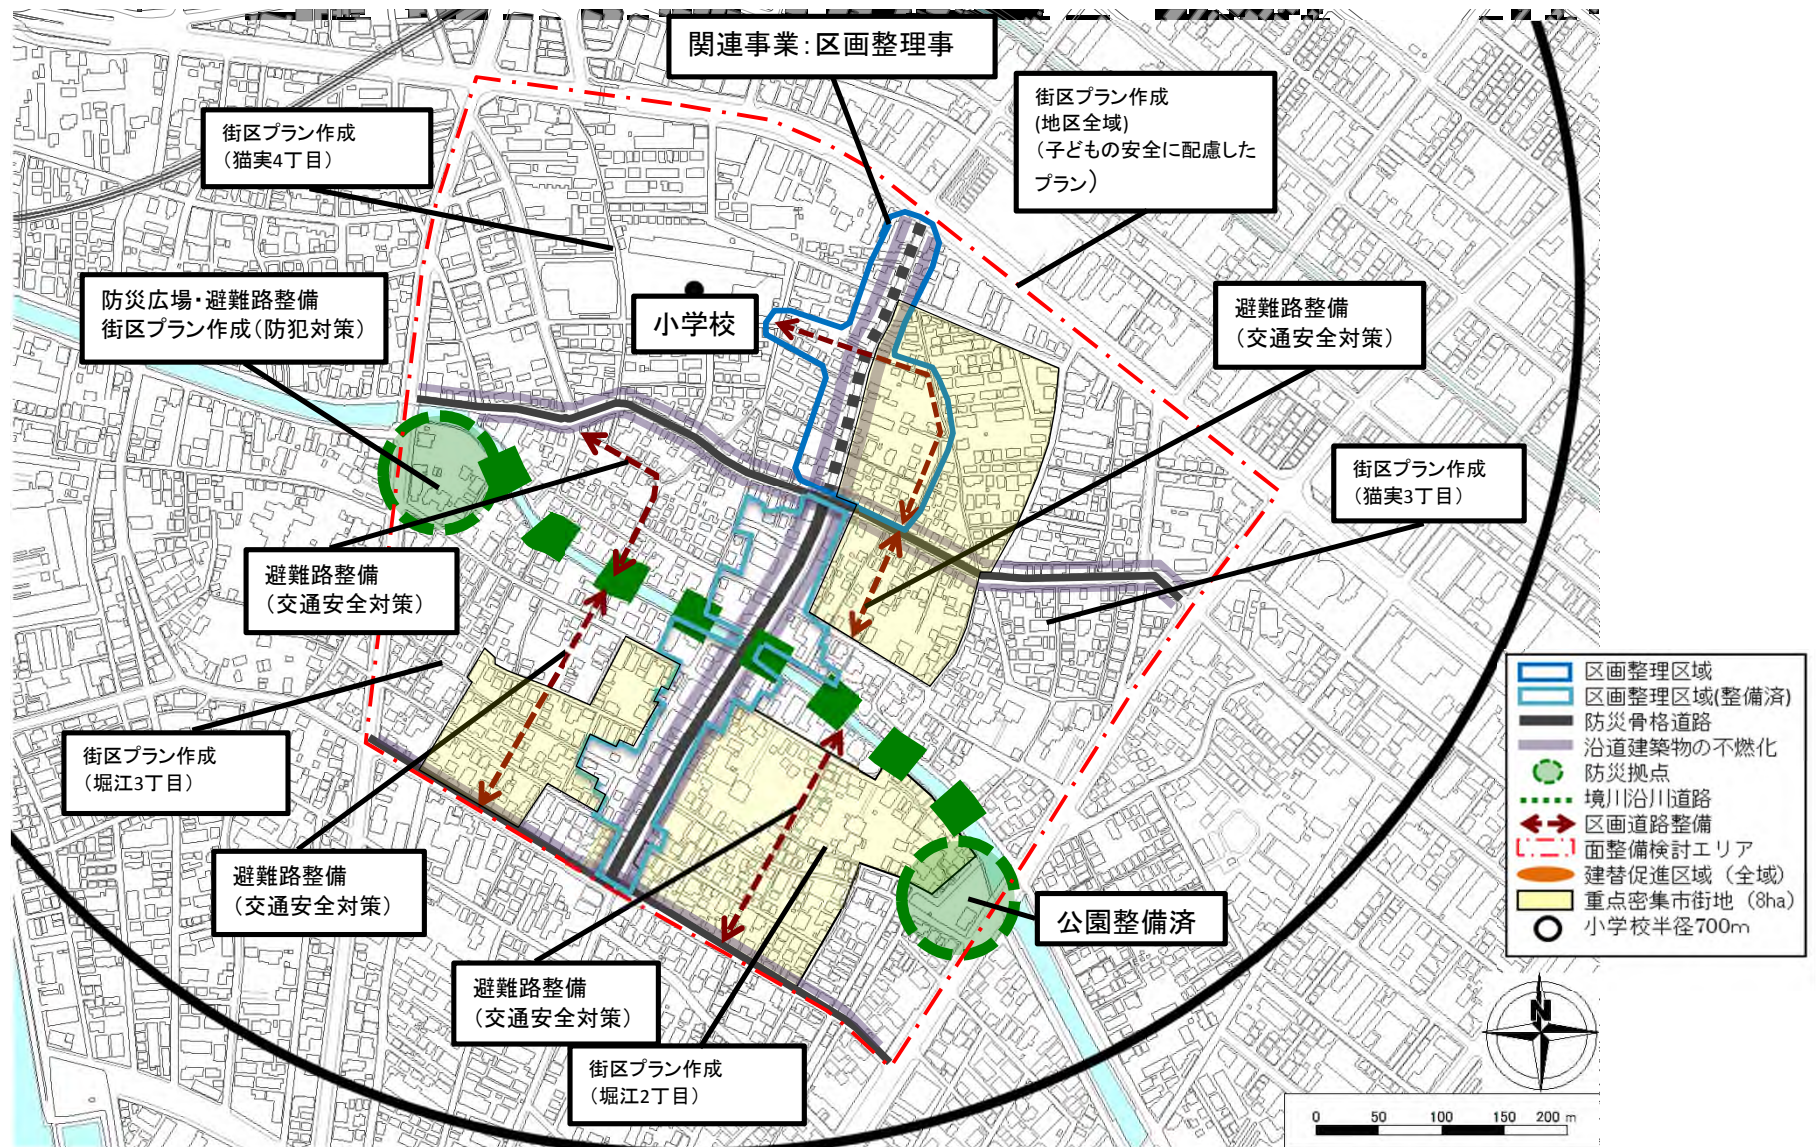 関連事業:区画整理事
街区プラン作成
(地区全域)
(子どもの安全に配慮した
プラン)
街区プラン作成
(猫実4丁目)
防災広場・避難路整備
街区プラン作成(防犯対策)
小学校
避難路整備
(交通安全対策)
街区プラン作成
(猫実3丁目)
避難路整備
(交通安全対策)
街区プラン作成
(堀江3丁目)
避難路整備
(交通安全対策)
公園整備済
避難路整備
(交通安全対策)
街区プラン作成
(堀江2丁目)
区画整理区域
区画整理区域(整備済)
防災骨格道路
沿道建築物の不燃化
防災拠点
境川沿川道路
区画道路整備
面整備検討エリア
建替促進区域(全域)
重点密集市街地(8ha)
小学校半径700m
N
0 50 100 150 200 m